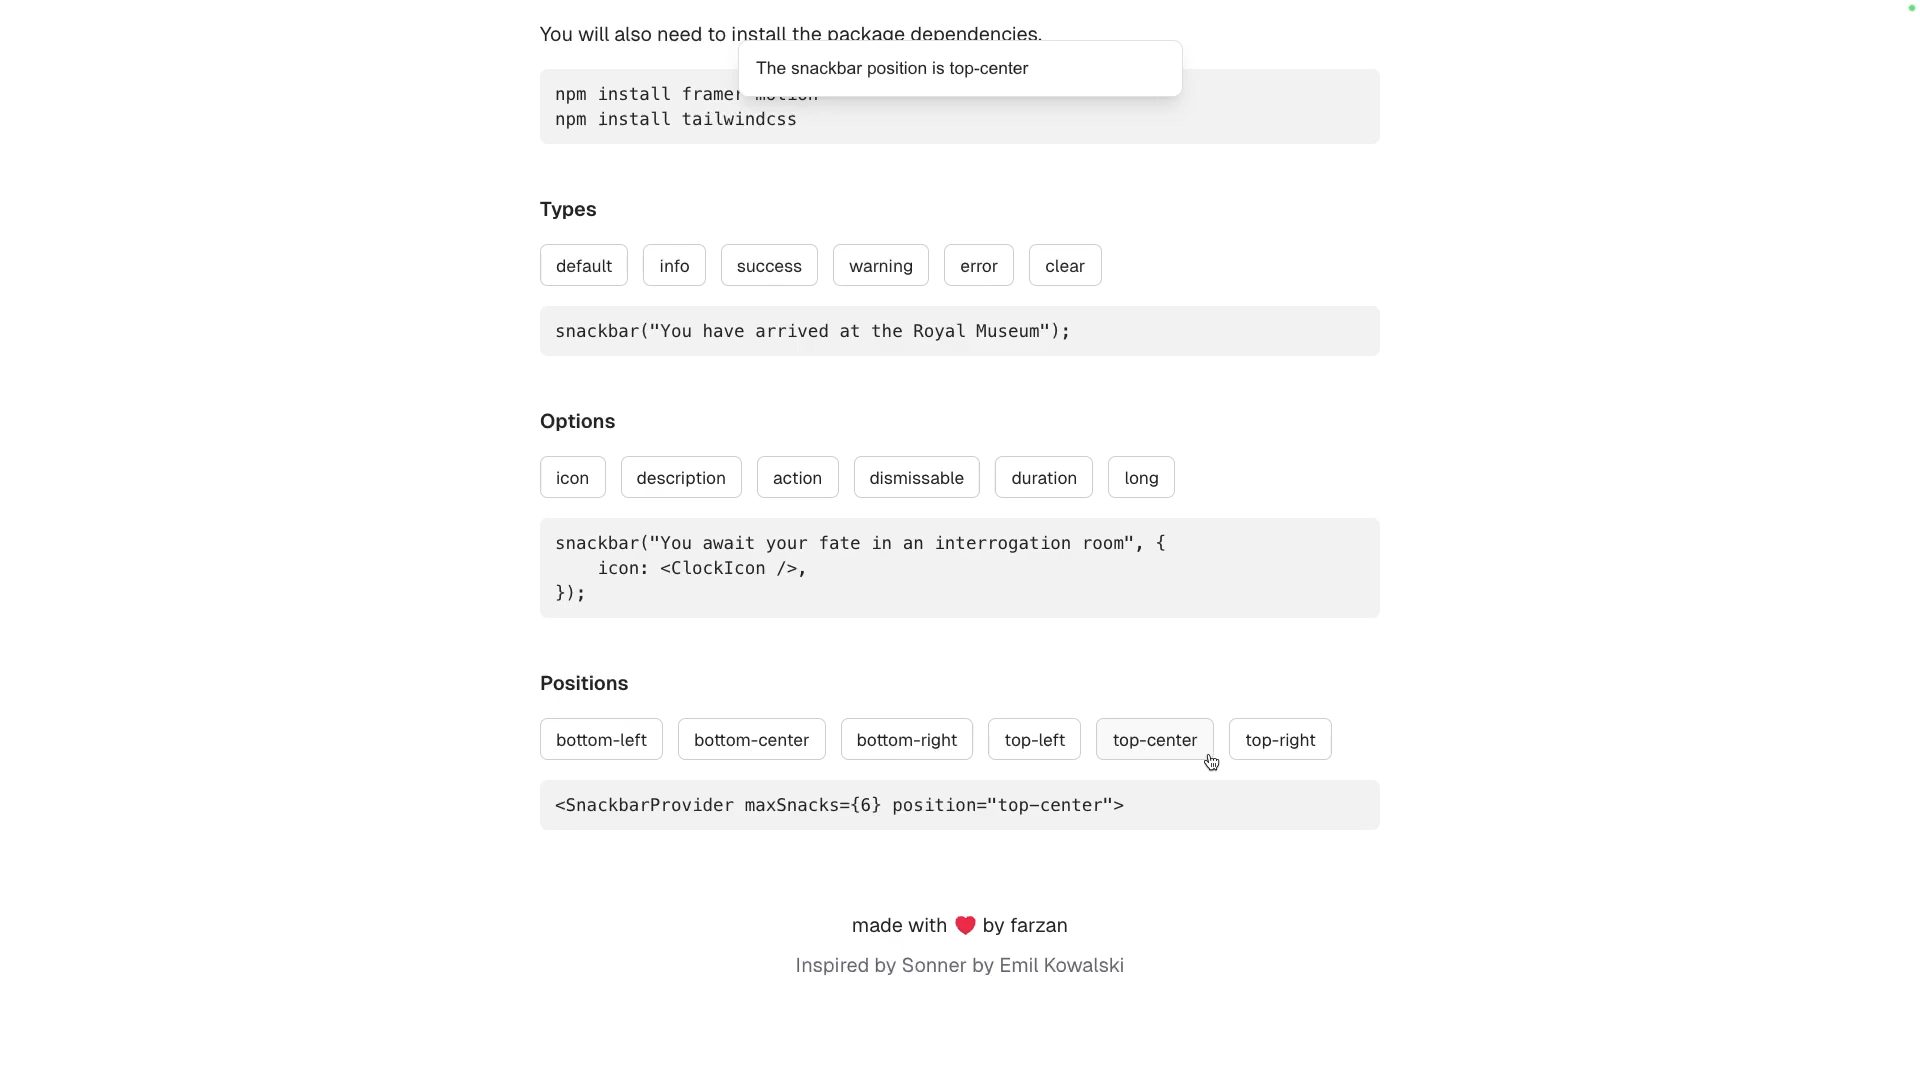 You will also need to install the package dependencies.
The snackbar position is top-center
npm install framer-motion
npm install tailwindcss
Types
default info success warning error clear
snackbar("You have arrived at the Royal Museum");
Options
icon description action dismissable duration long
snackbar("You await your fate in an interrogation room", {
    icon: <ClockIcon />,
});
Positions
bottom-left bottom-center bottom-right top-left top-center top-right
<SnackbarProvider maxSnacks={6} position="top-center">
made with ❤️ by farzan
Inspired by Sonner by Emil Kowalski